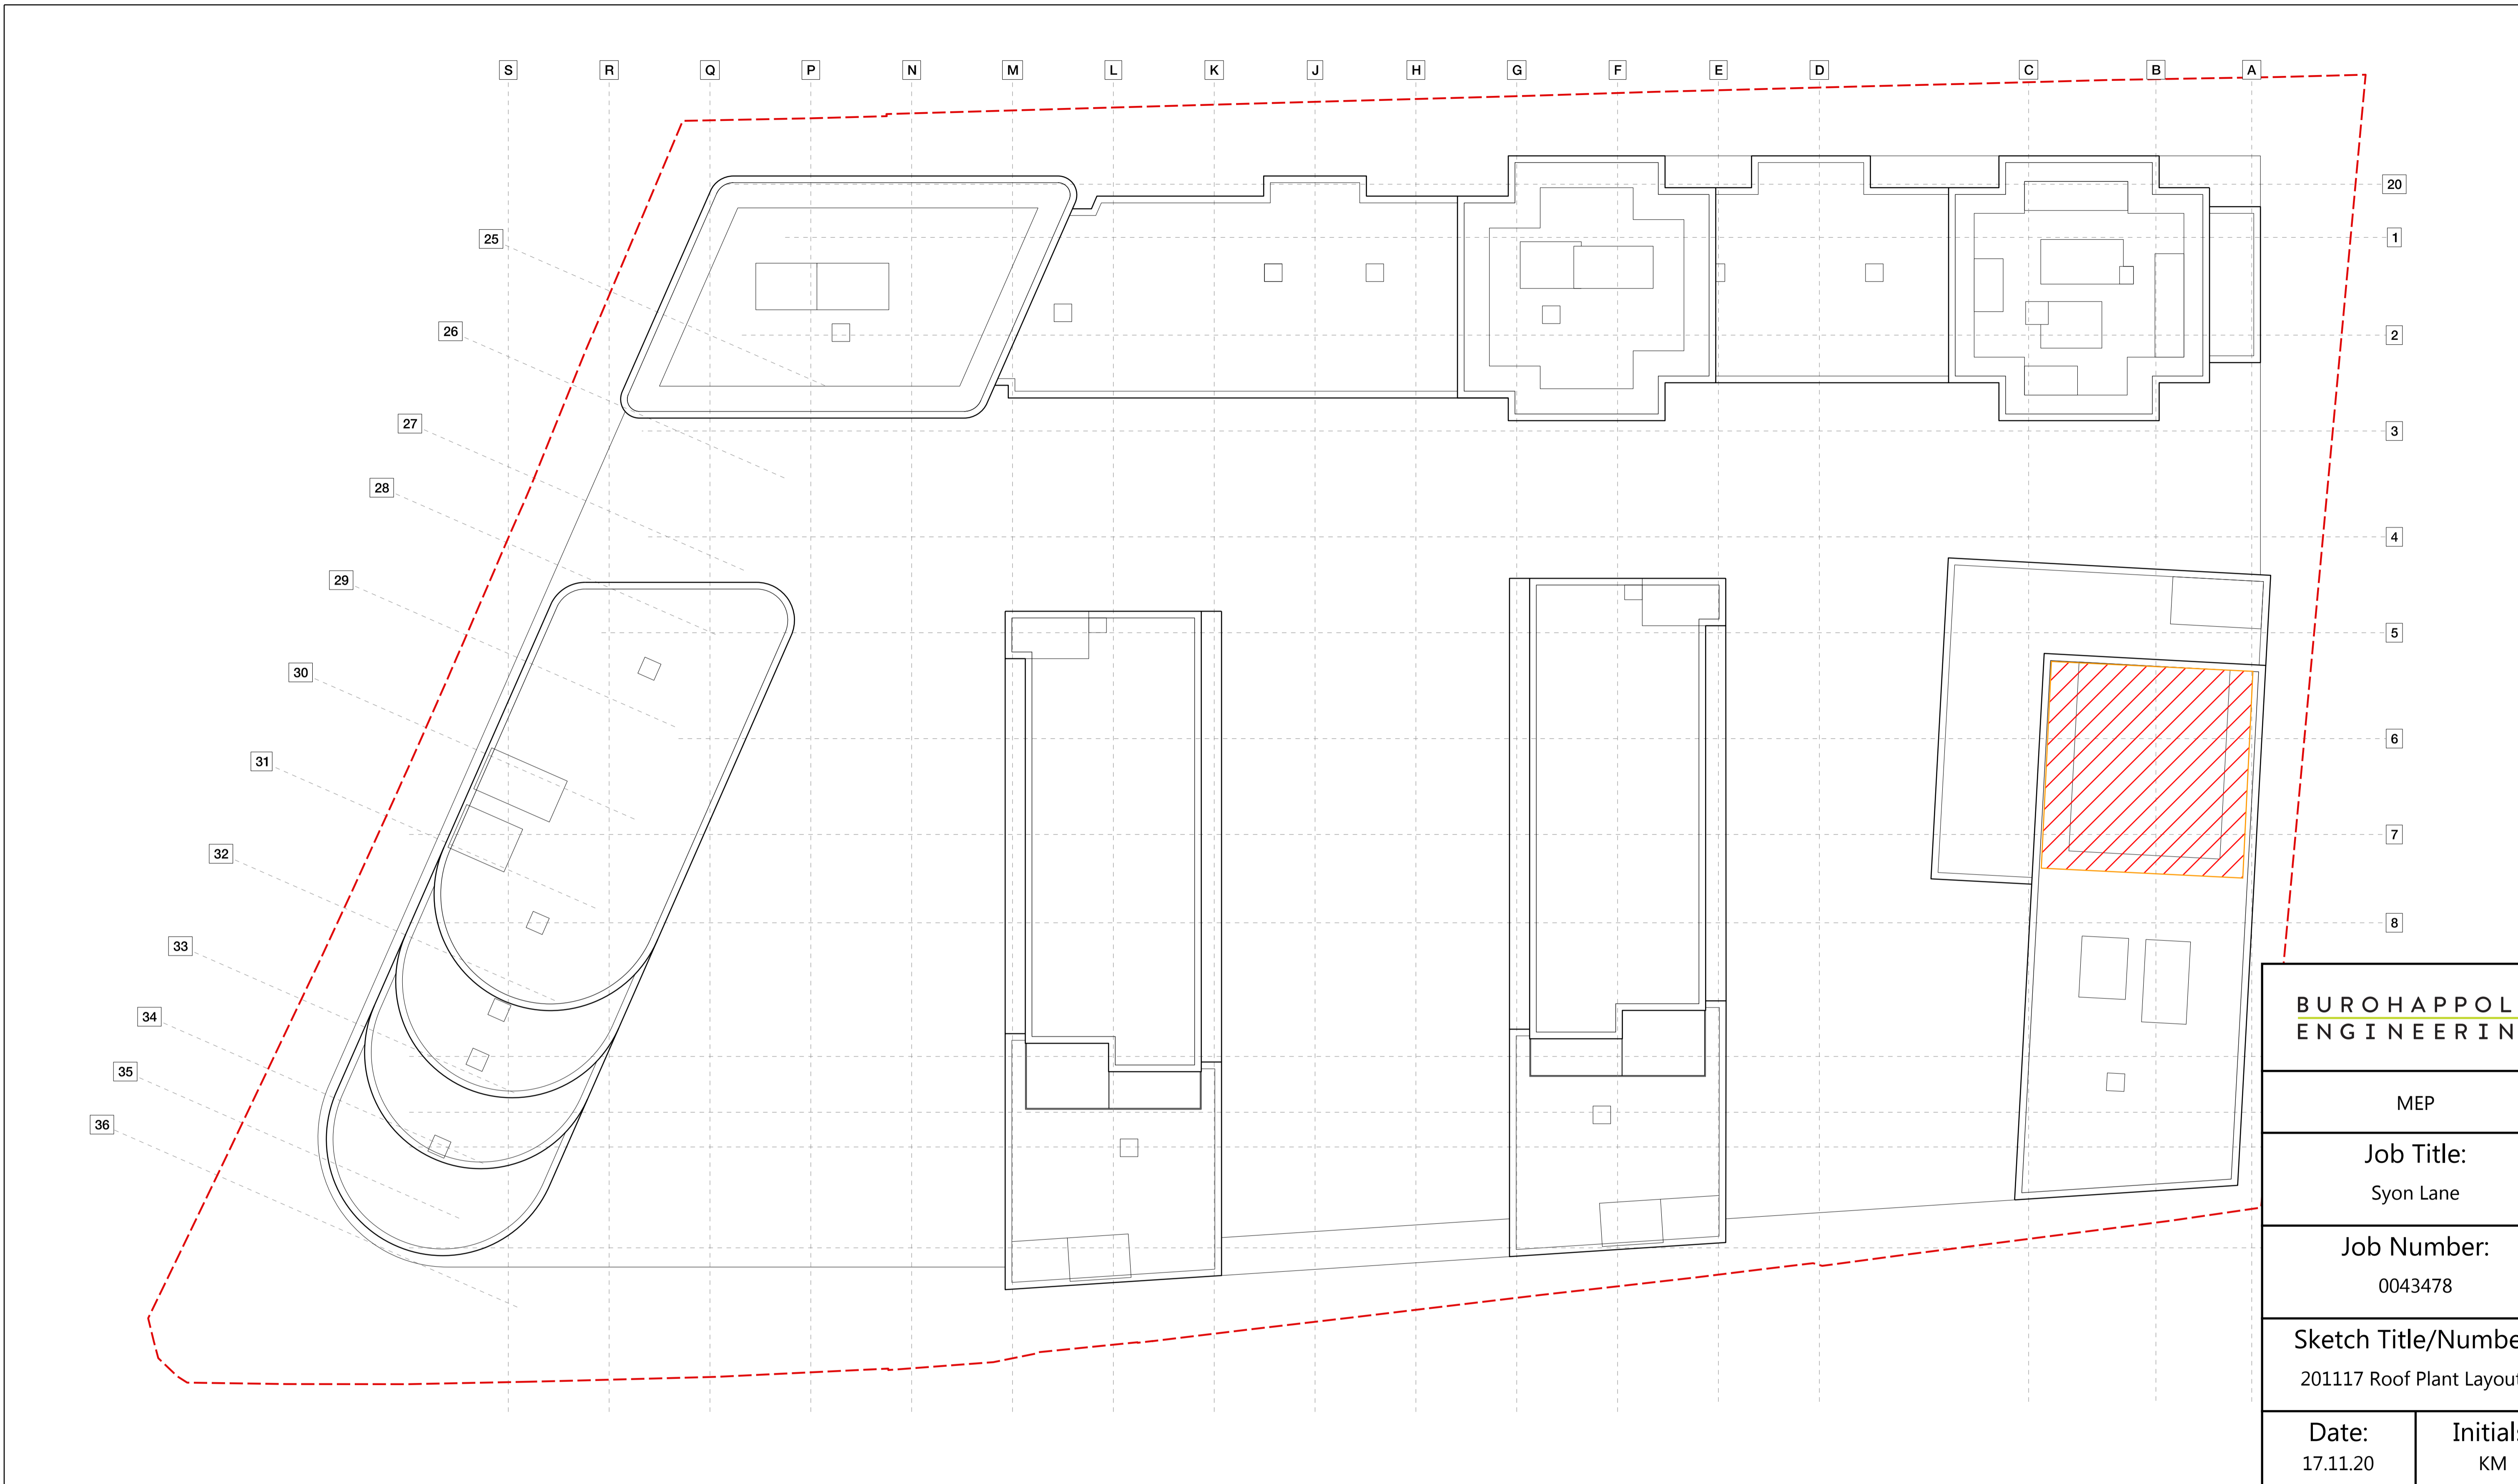 S R Q P N M L K J H G F E D C B A
20
25
1
26
2
27
3
28
4
29
5
30
6
31
7
32
8
33
34
35
36
BUROHAPPOL
ENGINEERIN
MEP
Job Title:
Syon Lane
Job Number:
0043478
Sketch Title/Numbe
201117 Roof Plant Layout
Date:
Initials
17.11.20
KM